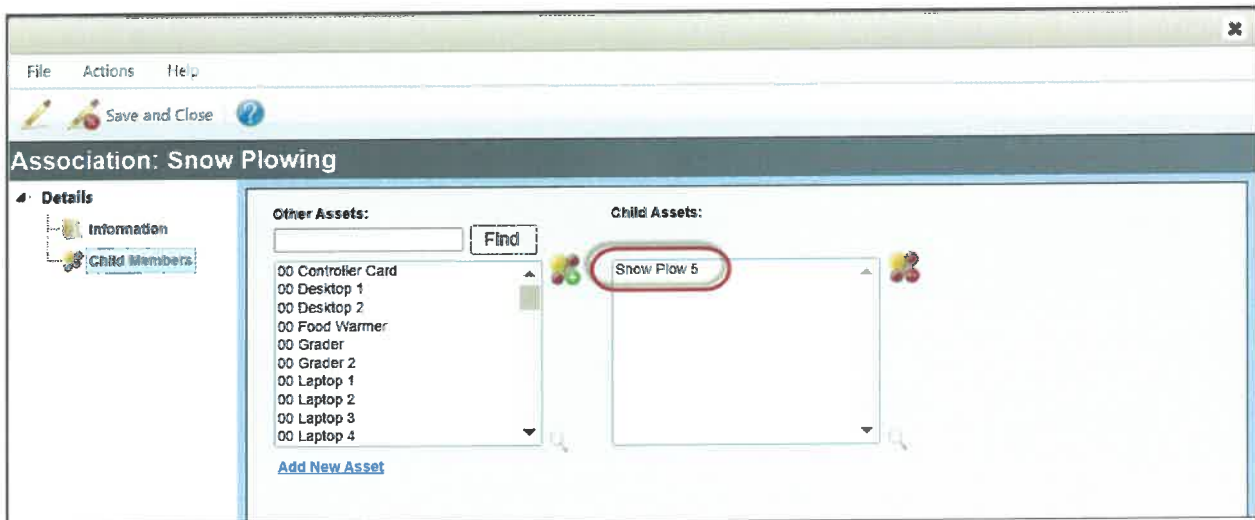 File Actions Help
Save and Close
Association: Snow Plowing
Details
Information
Child Members
Other Assets:
Find
00 Controller Card
00 Desktop 1
00 Desktop 2
00 Food Warmer
00 Grader
00 Grader 2
00 Laptop 1
00 Laptop 2
00 Laptop 3
00 Laptop 4
Add New Asset
Child Assets:
Snow Plow 5